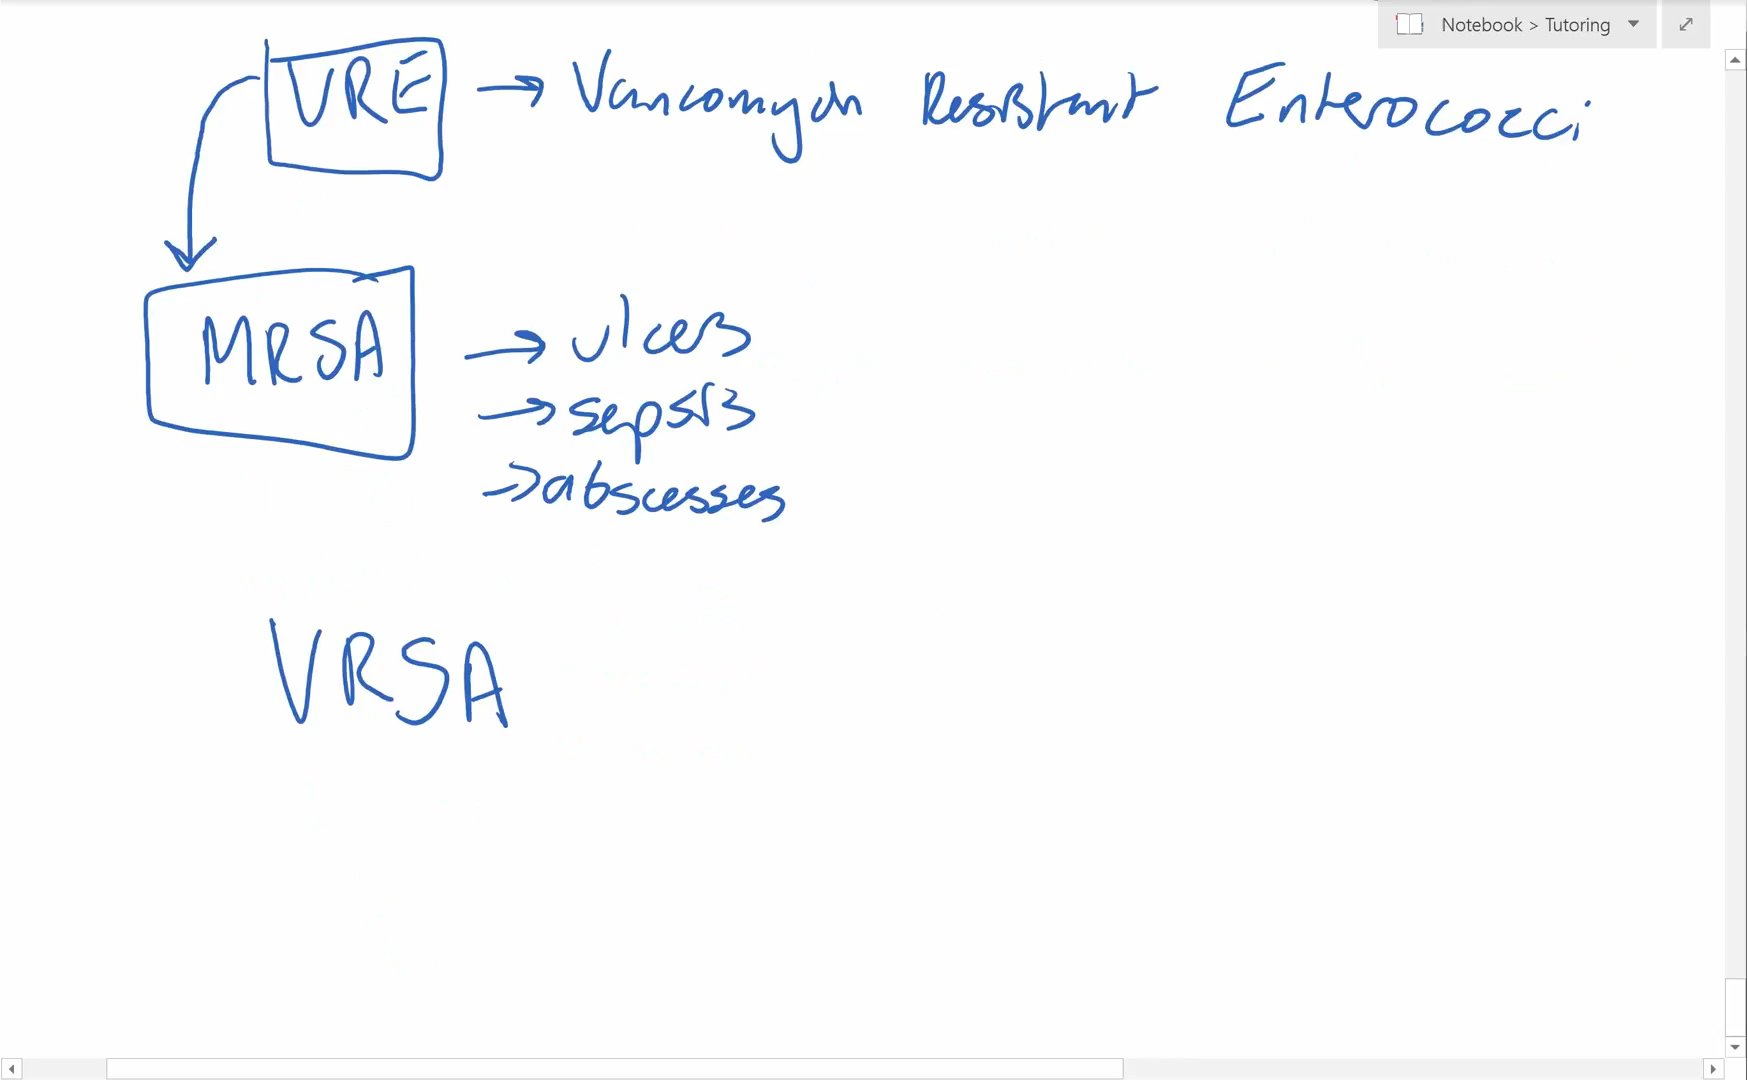 Notebook > Tutoring
VRE → Vancomycin Resistant Enterococci
MRSA → ulcers
→ sepsis
→ abscesses
VRSA